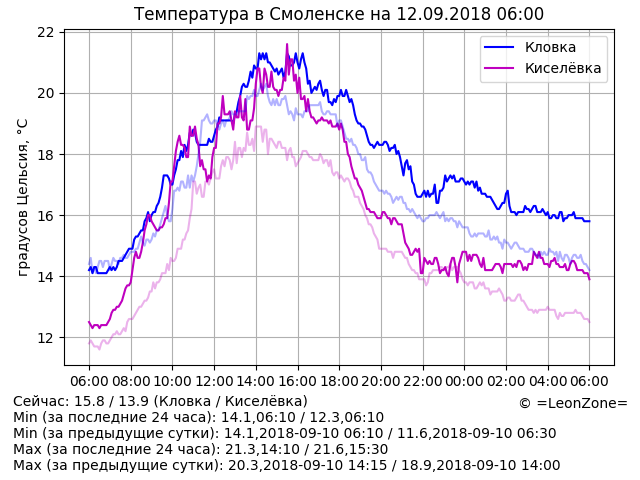 Температура в Смоленске на 12.09.2018 06:00
градусов Цельсия, °C
22
20
18
16
14
12
Кловка
Киселёвка
06:00 08:00 10:00 12:00 14:00 16:00 18:00 20:00 22:00 00:00 02:00 04:00 06:00
Сейчас: 15.8 / 13.9 (Кловка / Киселёвка)
© =LeonZone=
Min (за последние 24 часа): 14.1,06:10 / 12.3,06:10
Min (за предыдущие сутки): 14.1,2018-09-10 06:10 / 11.6,2018-09-10 06:30
Max (за последние 24 часа): 21.3,14:10 / 21.6,15:30
Max (за предыдущие сутки): 20.3,2018-09-10 14:15 / 18.9,2018-09-10 14:00